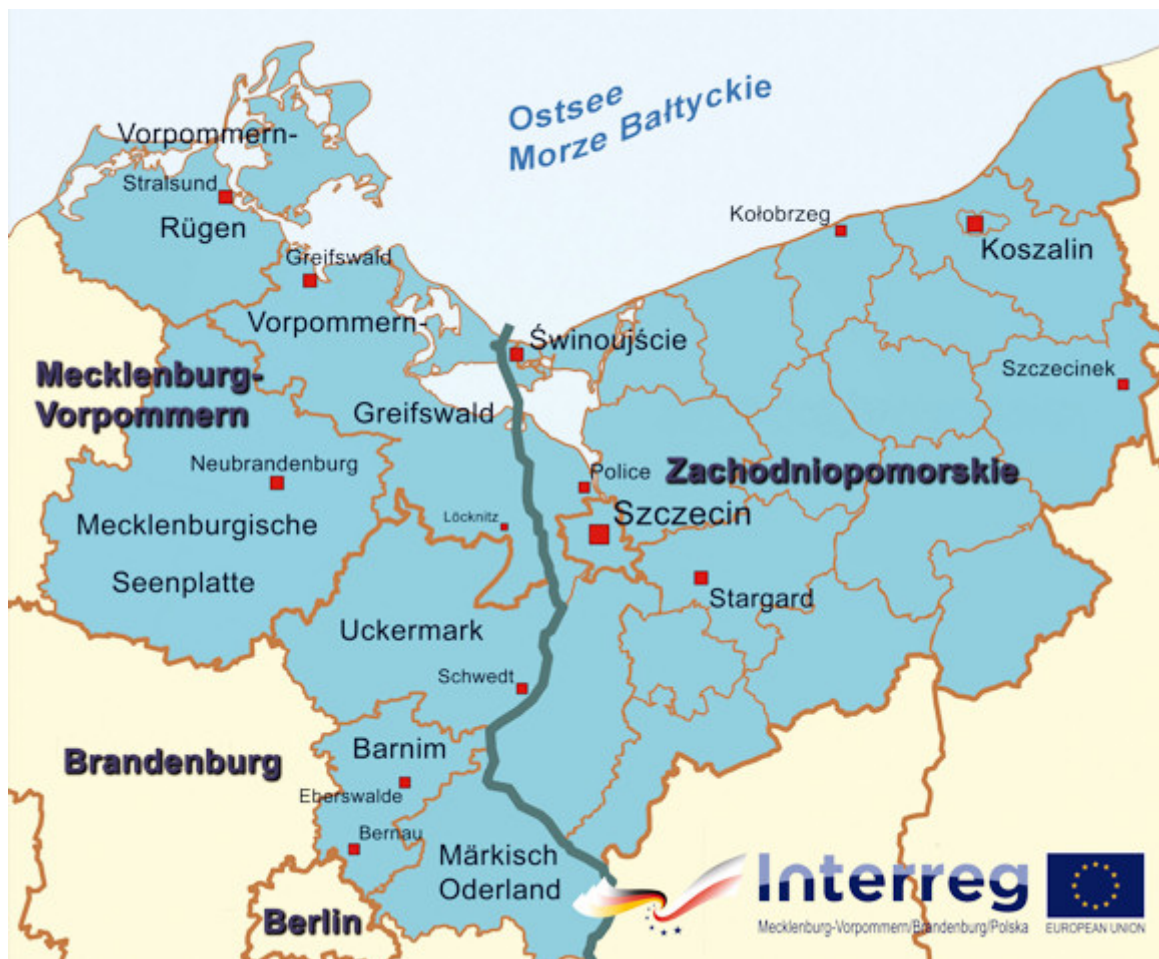 Ostsee
Morze Bałtyckie
Vorpommern-
Stralsund
Rügen
Kołobrzeg
Koszalin
Greifswald
Vorpommern-
Świnoujście
Szczecinek
Mecklenburg-
Vorpommern
Greifswald
Neubrandenburg
Police
Zachodniopomorskie
Szczecin
Mecklenburgische
Löcknitz
Seenplatte
Stargard
Uckermark
Schwedt
Brandenburg
Barnim
Eberswalde
Bernau
Märkisch
Oderland
Berlin
Interreg
Mecklenburg-Vorpommern/Brandenburg/Polska
EUROPEAN UNION